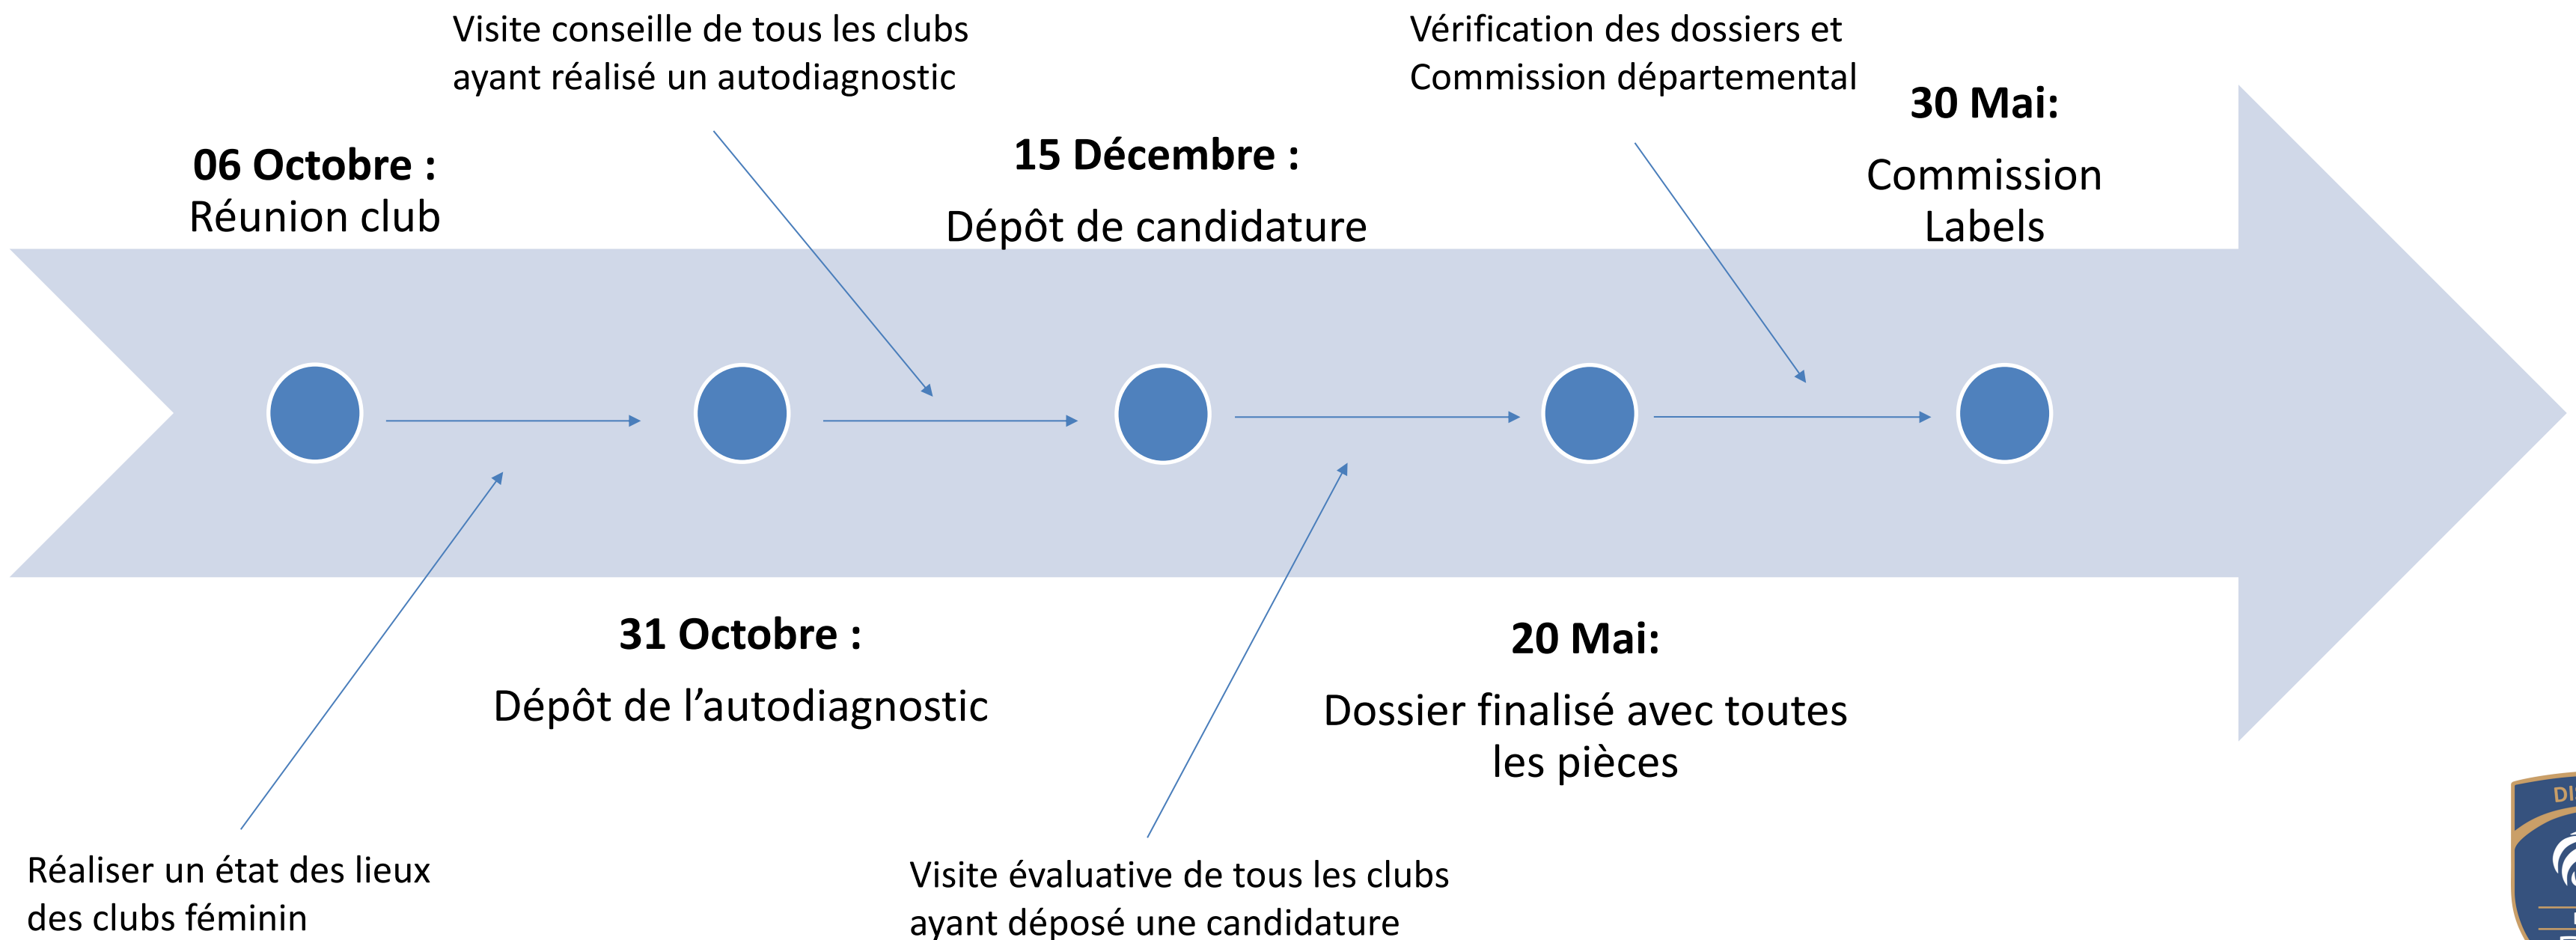 Visite conseille de tous les clubs
ayant réalisé un autodiagnostic
Vérification des dossiers et
Commission départemental
06 Octobre :
Réunion club
15 Décembre :
Dépôt de candidature
30 Mai:
Commission
Labels
31 Octobre :
Dépôt de l’autodiagnostic
20 Mai:
Dossier finalisé avec toutes
les pièces
Réaliser un état des lieux
des clubs féminin
Visite évaluative de tous les clubs
ayant déposé une candidature